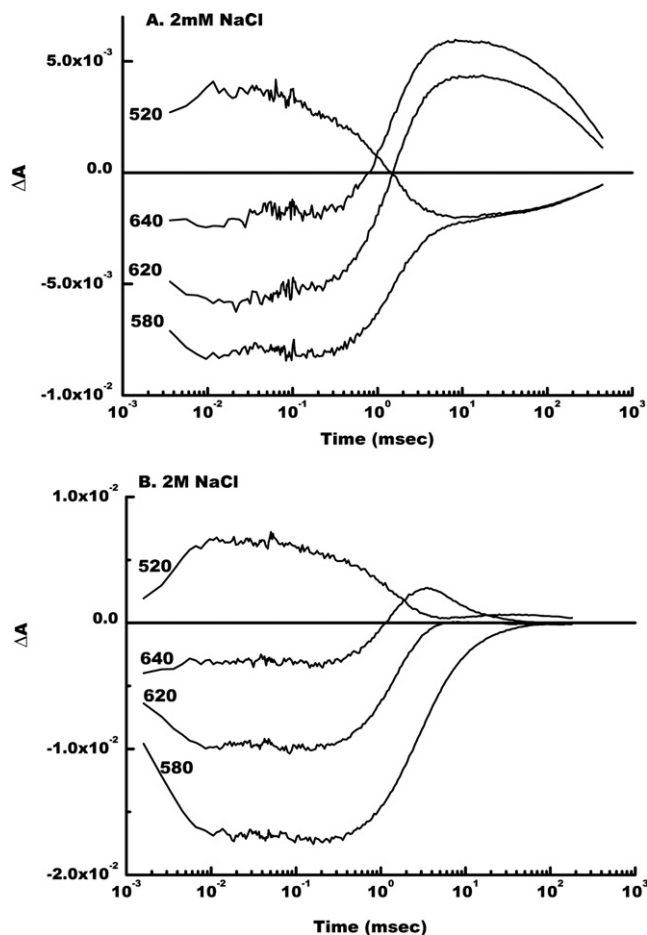 A. 2mM NaCl
5.0x10⁻³
520
0.0
ΔA
640
620
-5.0x10⁻³
580
-1.0x10⁻²
10⁻³ 10⁻² 10⁻¹ 10⁰ 10¹ 10² 10³
Time (msec)
B. 2M NaCl
1.0x10⁻²
520
0.0
ΔA
640
620
-1.0x10⁻²
580
-2.0x10⁻²
10⁻³ 10⁻² 10⁻¹ 10⁰ 10¹ 10² 10³
Time (msec)